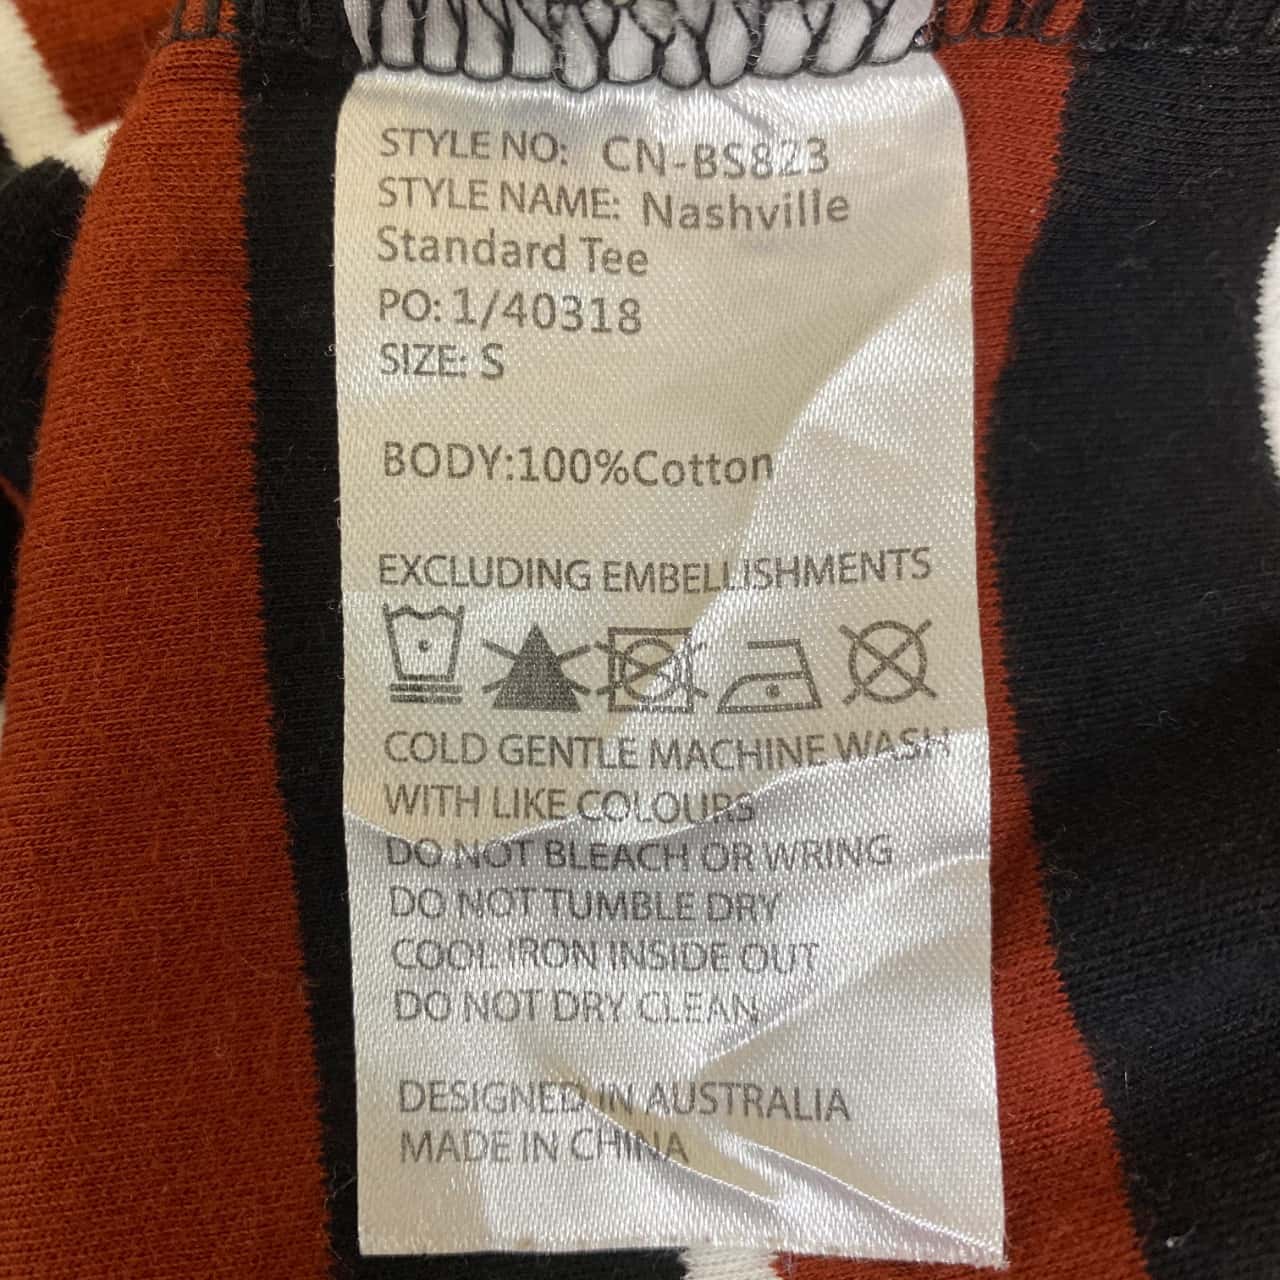 STYLE NO: CN-BS823
STYLE NAME: Nashville
Standard Tee
PO: 1/40318
SIZE: S
BODY:100%Cotton
EXCLUDING EMBELLISHMENTS
COLD GENTLE MACHINE WASH
WITH LIKE COLOURS
DO NOT BLEACH OR WRING
DO NOT TUMBLE DRY
COOL IRON INSIDE OUT
DO NOT DRY CLEAN
DESIGNED IN AUSTRALIA
MADE IN CHINA